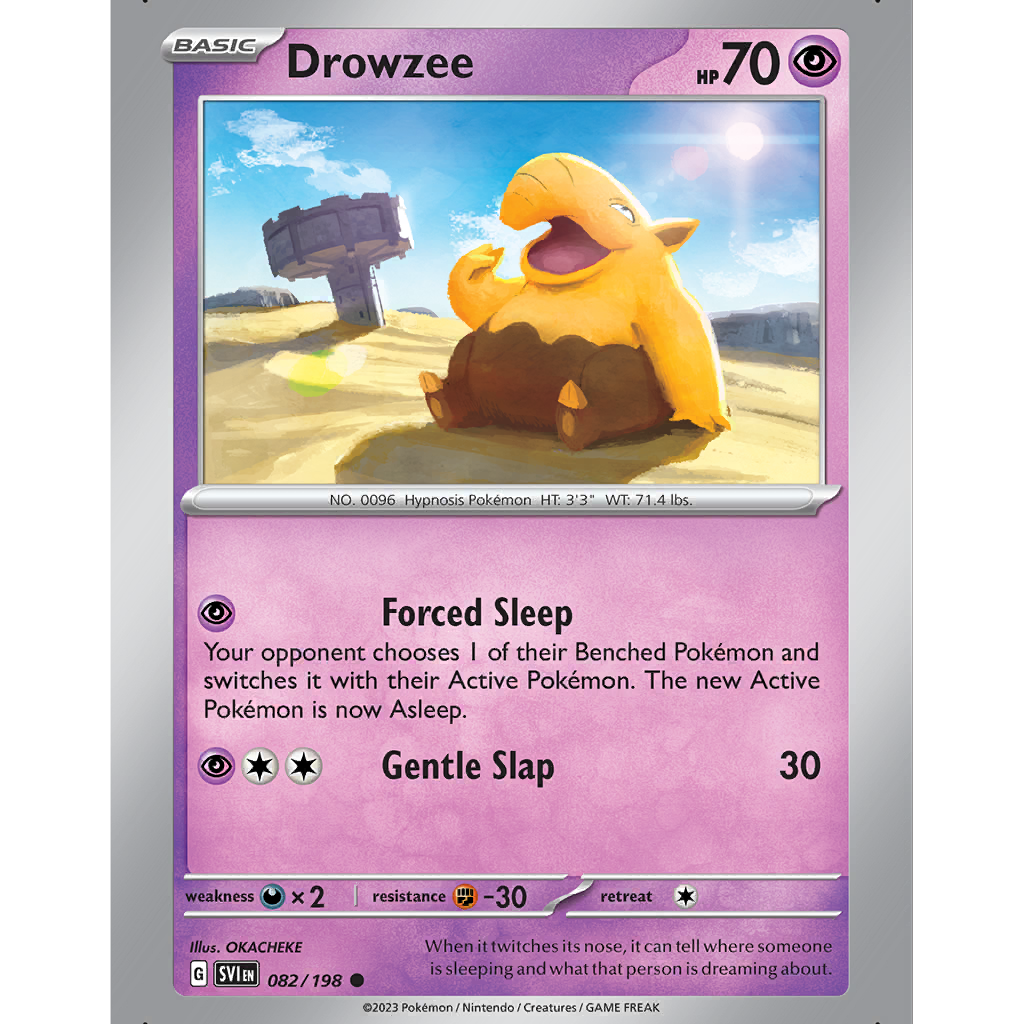 BASIC Drowzee HP 70
NO. 0096 Hypnosis Pokémon HT: 3'3" WT: 71.4 lbs.
Forced Sleep
Your opponent chooses 1 of their Benched Pokémon and
switches it with their Active Pokémon. The new Active
Pokémon is now Asleep.
Gentle Slap 30
weakness ×2 resistance -30 retreat
Illus. OKACHEKE
When it twitches its nose, it can tell where someone
is sleeping and what that person is dreaming about.
G SVI EN 082/198
©2023 Pokémon / Nintendo / Creatures / GAME FREAK